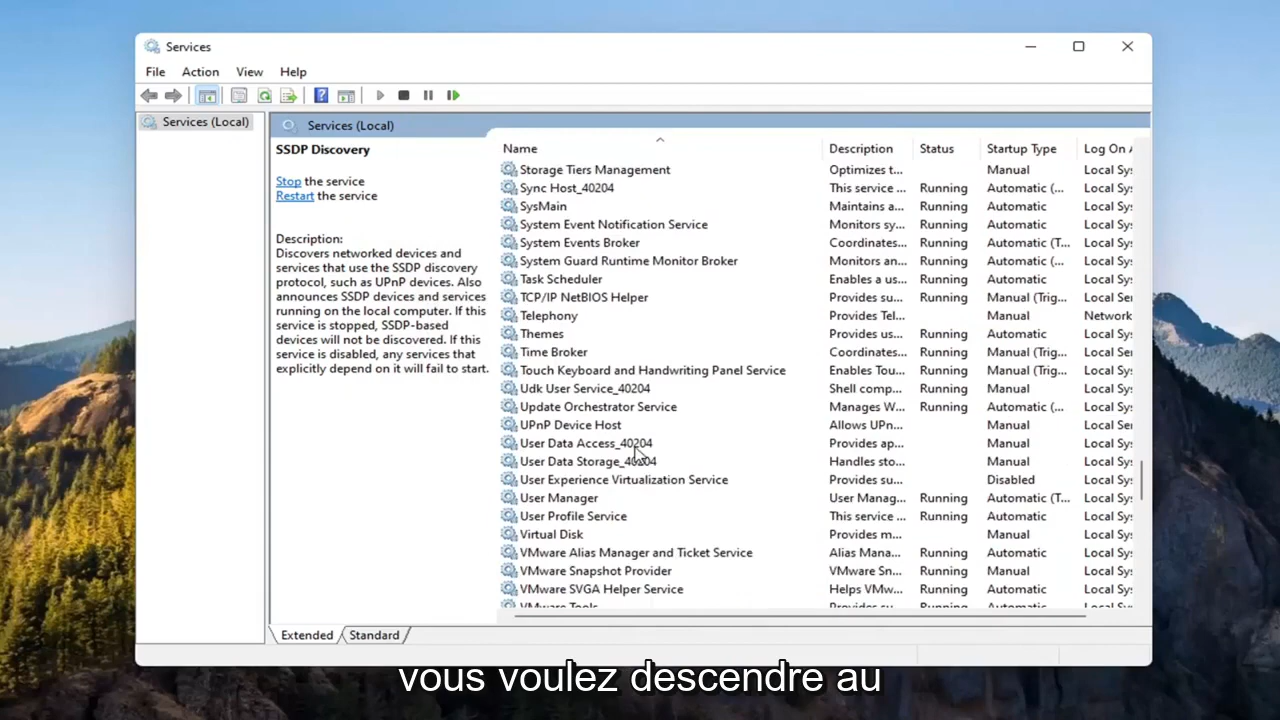 Services
File Action View Help
Services (Local)
Services (Local)
SSDP Discovery
Stop the service
Restart the service
Description:
Discovers networked devices and
services that use the SSDP discovery
protocol, such as UPnP devices. Also
announces SSDP devices and services
running on the local computer. If this
service is stopped, SSDP-based
devices will not be discovered. If this
service is disabled, any services that
explicitly depend on it will fail to start.
Name Description Status Startup Type Log On A
Storage Tiers Management Optimizes t... Manual Local Sy
Sync Host_40204 This service ... Running Automatic (... Local Sy
SysMain Maintains a... Running Automatic Local Sy
System Event Notification Service Monitors sy... Running Automatic Local Sy
System Events Broker Coordinates... Running Automatic (T... Local Sy
System Guard Runtime Monitor Broker Monitors an... Running Automatic (... Local Sy
Task Scheduler Enables a us... Running Automatic Local Sy
TCP/IP NetBIOS Helper Provides su... Running Manual (Trig... Local Se
Telephony Provides Tel... Manual Network
Themes Provides us... Running Automatic Local Sy
Time Broker Coordinates... Running Manual (Trig... Local Se
Touch Keyboard and Handwriting Panel Service Enables Tou... Running Manual (Trig... Local Sy
Udk User Service_40204 Shell comp... Running Manual Local Sy
Update Orchestrator Service Manages W... Running Automatic (... Local Sy
UPnP Device Host Allows UPn... Manual Local Se
User Data Access_40204 Provides ap... Manual Local Sy
User Data Storage_40204 Handles sto... Manual Local Sy
User Experience Virtualization Service Provides su... Disabled Local Sy
User Manager User Manag... Running Automatic (T... Local Sy
User Profile Service This service ... Running Automatic Local Sy
Virtual Disk Provides m... Manual Local Sy
VMware Alias Manager and Ticket Service Alias Mana... Running Automatic Local Sy
VMware Snapshot Provider VMware Sn... Running Manual Local Sy
VMware SVGA Helper Service Helps VMw... Running Automatic Local Sy
VMware Tools Provides su... Running Automatic Local Sy
Extended Standard
vous voulez descendre au